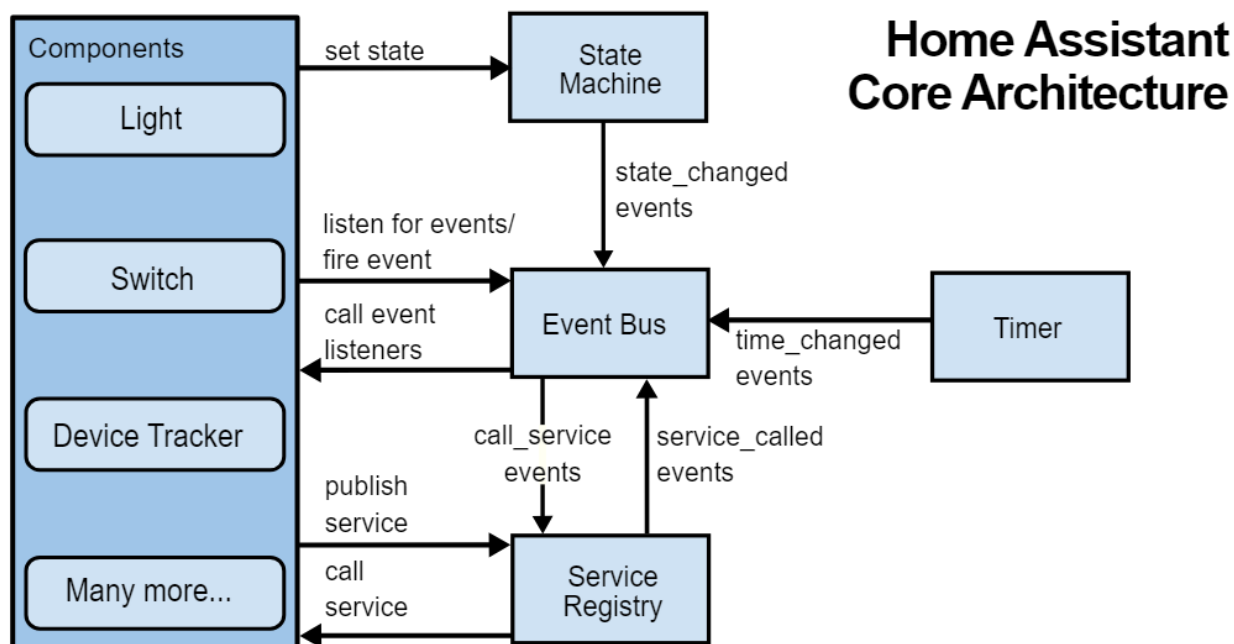 Home Assistant
Core Architecture
Components
Light
Switch
Device Tracker
Many more...
set state
State
Machine
state_changed
events
listen for events/
fire event
call event
listeners
Event Bus
time_changed
events
Timer
call_service
events
service_called
events
publish
service
call
service
Service
Registry